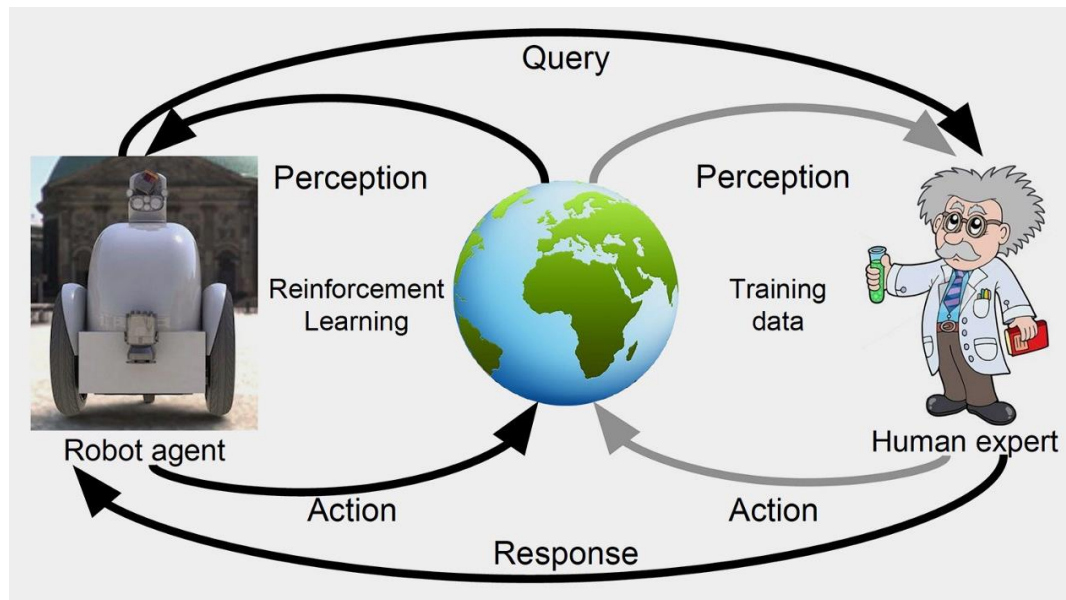 Query
Perception
Perception
Reinforcement
Learning
Training
data
Robot agent
Human expert
Action
Action
Response